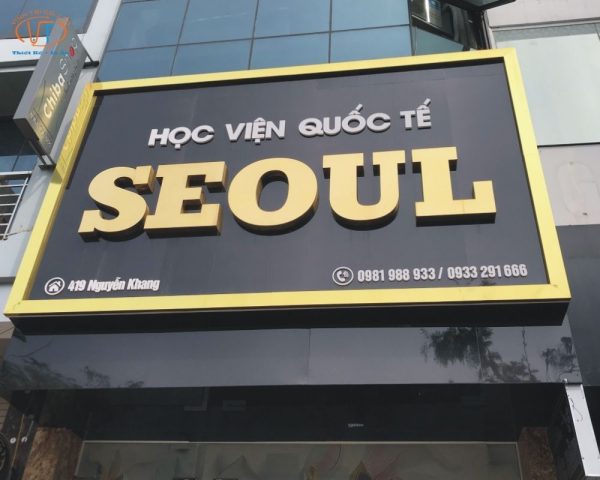 chiba
HỌC VIỆN QUỐC TẾ
SEOUL
419 Nguyễn Khang
0981 988 933 / 0933 291 666